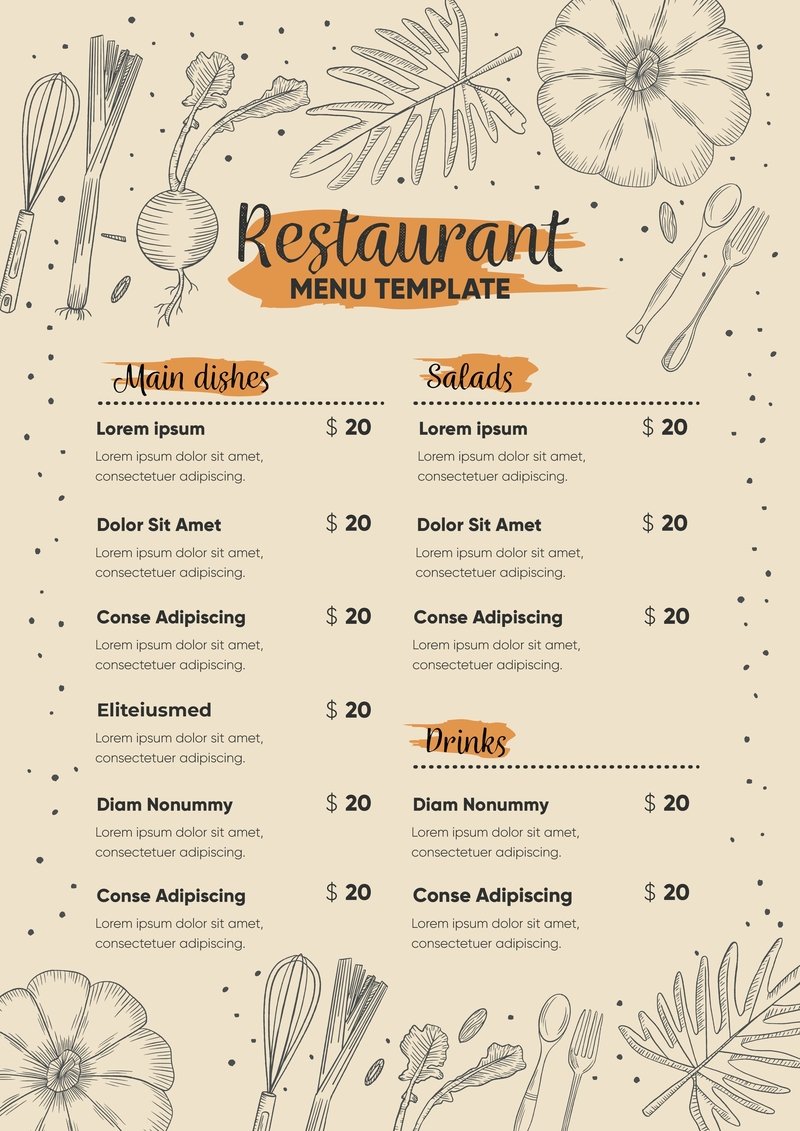 Restaurant
MENU TEMPLATE
Main dishes
Lorem ipsum $ 20
Lorem ipsum dolor sit amet,
consectetuer adipiscing.
Dolor Sit Amet $ 20
Lorem ipsum dolor sit amet,
consectetuer adipiscing.
Conse Adipiscing $ 20
Lorem ipsum dolor sit amet,
consectetuer adipiscing.
Eliteiusmed $ 20
Lorem ipsum dolor sit amet,
consectetuer adipiscing.
Diam Nonummy $ 20
Lorem ipsum dolor sit amet,
consectetuer adipiscing.
Conse Adipiscing $ 20
Lorem ipsum dolor sit amet,
consectetuer adipiscing.
Salads
Lorem ipsum $ 20
Lorem ipsum dolor sit amet,
consectetuer adipiscing.
Dolor Sit Amet $ 20
Lorem ipsum dolor sit amet,
consectetuer adipiscing.
Conse Adipiscing $ 20
Lorem ipsum dolor sit amet,
consectetuer adipiscing.
Drinks
Diam Nonummy $ 20
Lorem ipsum dolor sit amet,
consectetuer adipiscing.
Conse Adipiscing $ 20
Lorem ipsum dolor sit amet,
consectetuer adipiscing.